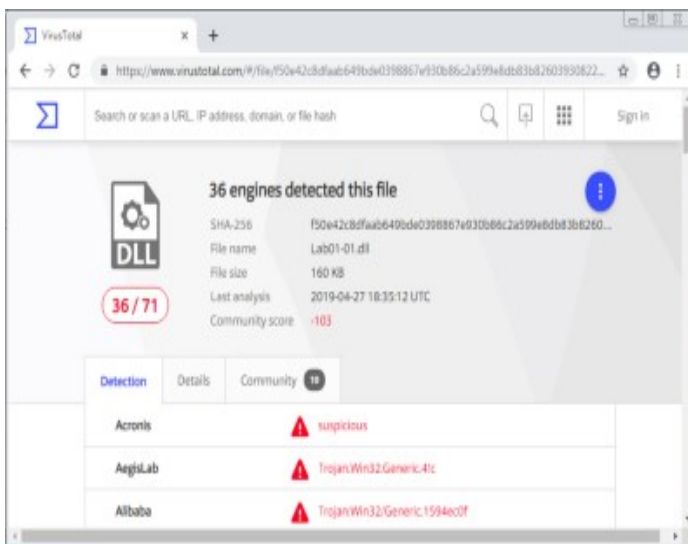 VirusTotal
https://www.virustotal.com/#/file/f50e42c8dfaab649bde0398867e930b86c2a599e8db83b82603930822...
Search or scan a URL, IP address, domain, or file hash
Sign in
36 engines detected this file
SHA-256 f50e42c8dfaab649bde0398867e930b86c2a599e8db83b8260...
File name Lab01-01.dll
File size 160 KB
Last analysis 2019-04-27 18:35:12 UTC
Community score -103
DLL
36 / 71
Detection Details Community 10
Acronis suspicious
AegisLab Trojan.Win32.Generic.4!c
Alibaba Trojan:Win32/Generic.1594ec0f